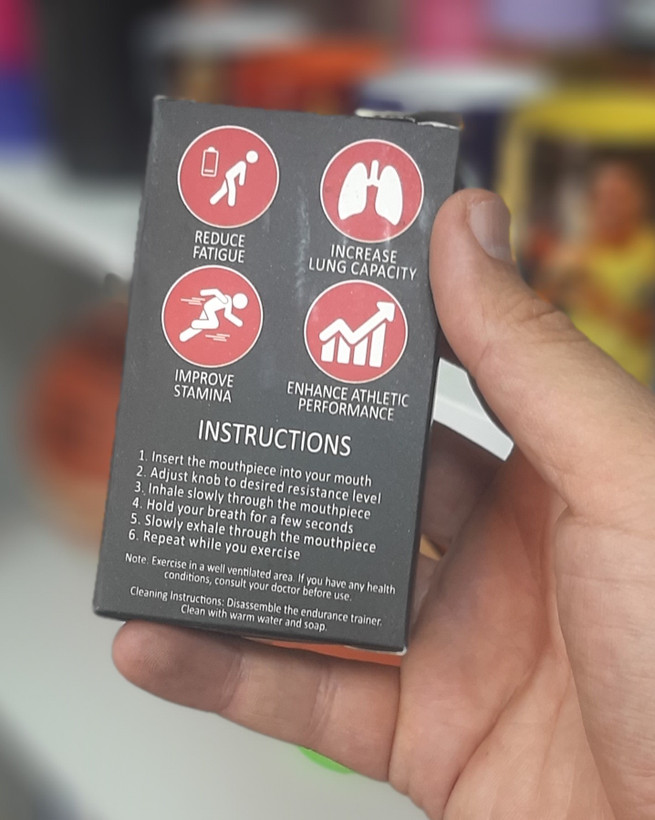 REDUCE
FATIGUE
INCREASE
LUNG CAPACITY
IMPROVE
STAMINA
ENHANCE ATHLETIC
PERFORMANCE
INSTRUCTIONS
1. Insert the mouthpiece into your mouth
2. Adjust knob to desired resistance level
3. Inhale slowly through the mouthpiece
4. Hold your breath for a few seconds
5. Slowly exhale through the mouthpiece
6. Repeat while you exercise
Note: Exercise in a well ventilated area. If you have any health
conditions, consult your doctor before use.
Cleaning Instructions: Disassemble the endurance trainer.
Clean with warm water and soap.